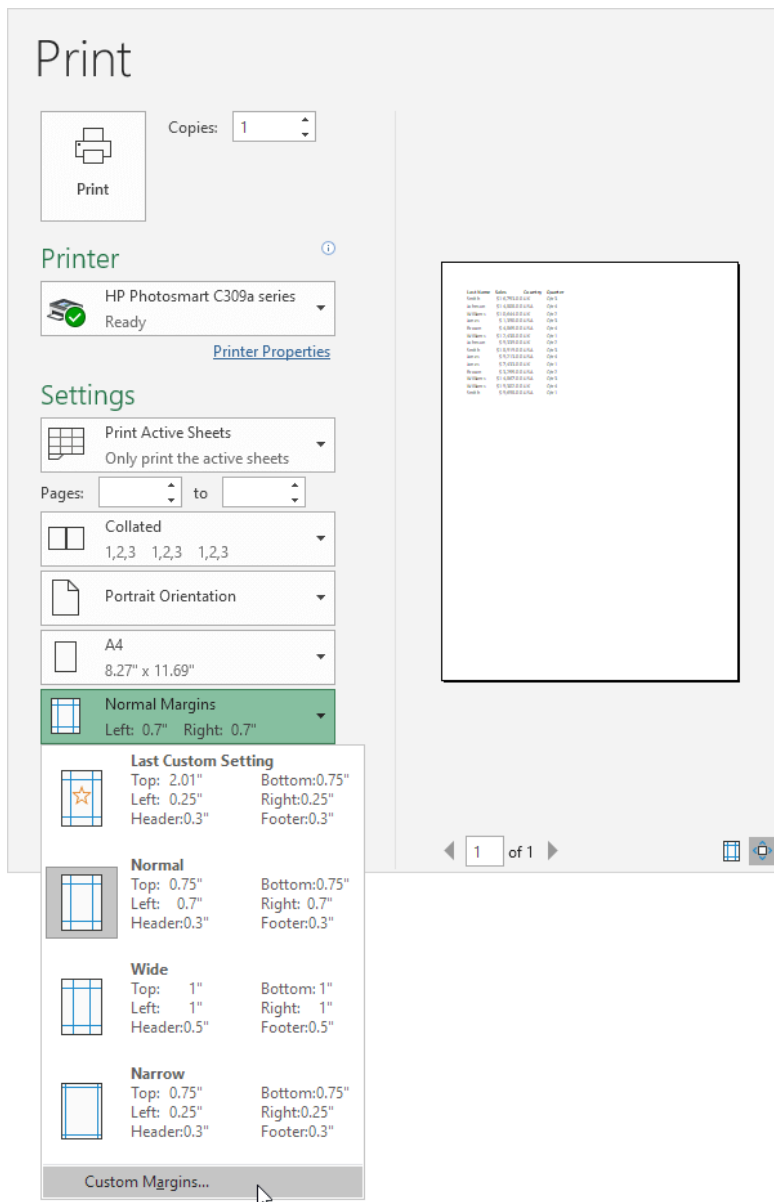 Print
Copies: 1
Print
Printer
HP Photosmart C309a series
Ready
Printer Properties
Settings
Print Active Sheets
Only print the active sheets
Pages: to
Collated
1,2,3 1,2,3 1,2,3
Portrait Orientation
A4
8.27" x 11.69"
Normal Margins
Left: 0.7" Right: 0.7"
Last Custom Setting
Top: 2.01" Bottom:0.75"
Left: 0.25" Right:0.25"
Header:0.3" Footer:0.3"
Normal
Top: 0.75" Bottom:0.75"
Left: 0.7" Right: 0.7"
Header:0.3" Footer:0.3"
Wide
Top: 1" Bottom: 1"
Left: 1" Right: 1"
Header:0.5" Footer:0.5"
Narrow
Top: 0.75" Bottom:0.75"
Left: 0.25" Right:0.25"
Header:0.3" Footer:0.3"
Custom Margins...
Last Name Sales Country Quarter
1 of 1